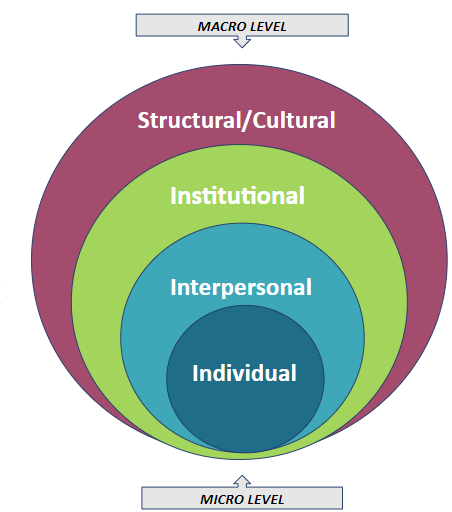 MACRO LEVEL
Structural/Cultural
Institutional
Interpersonal
Individual
MICRO LEVEL